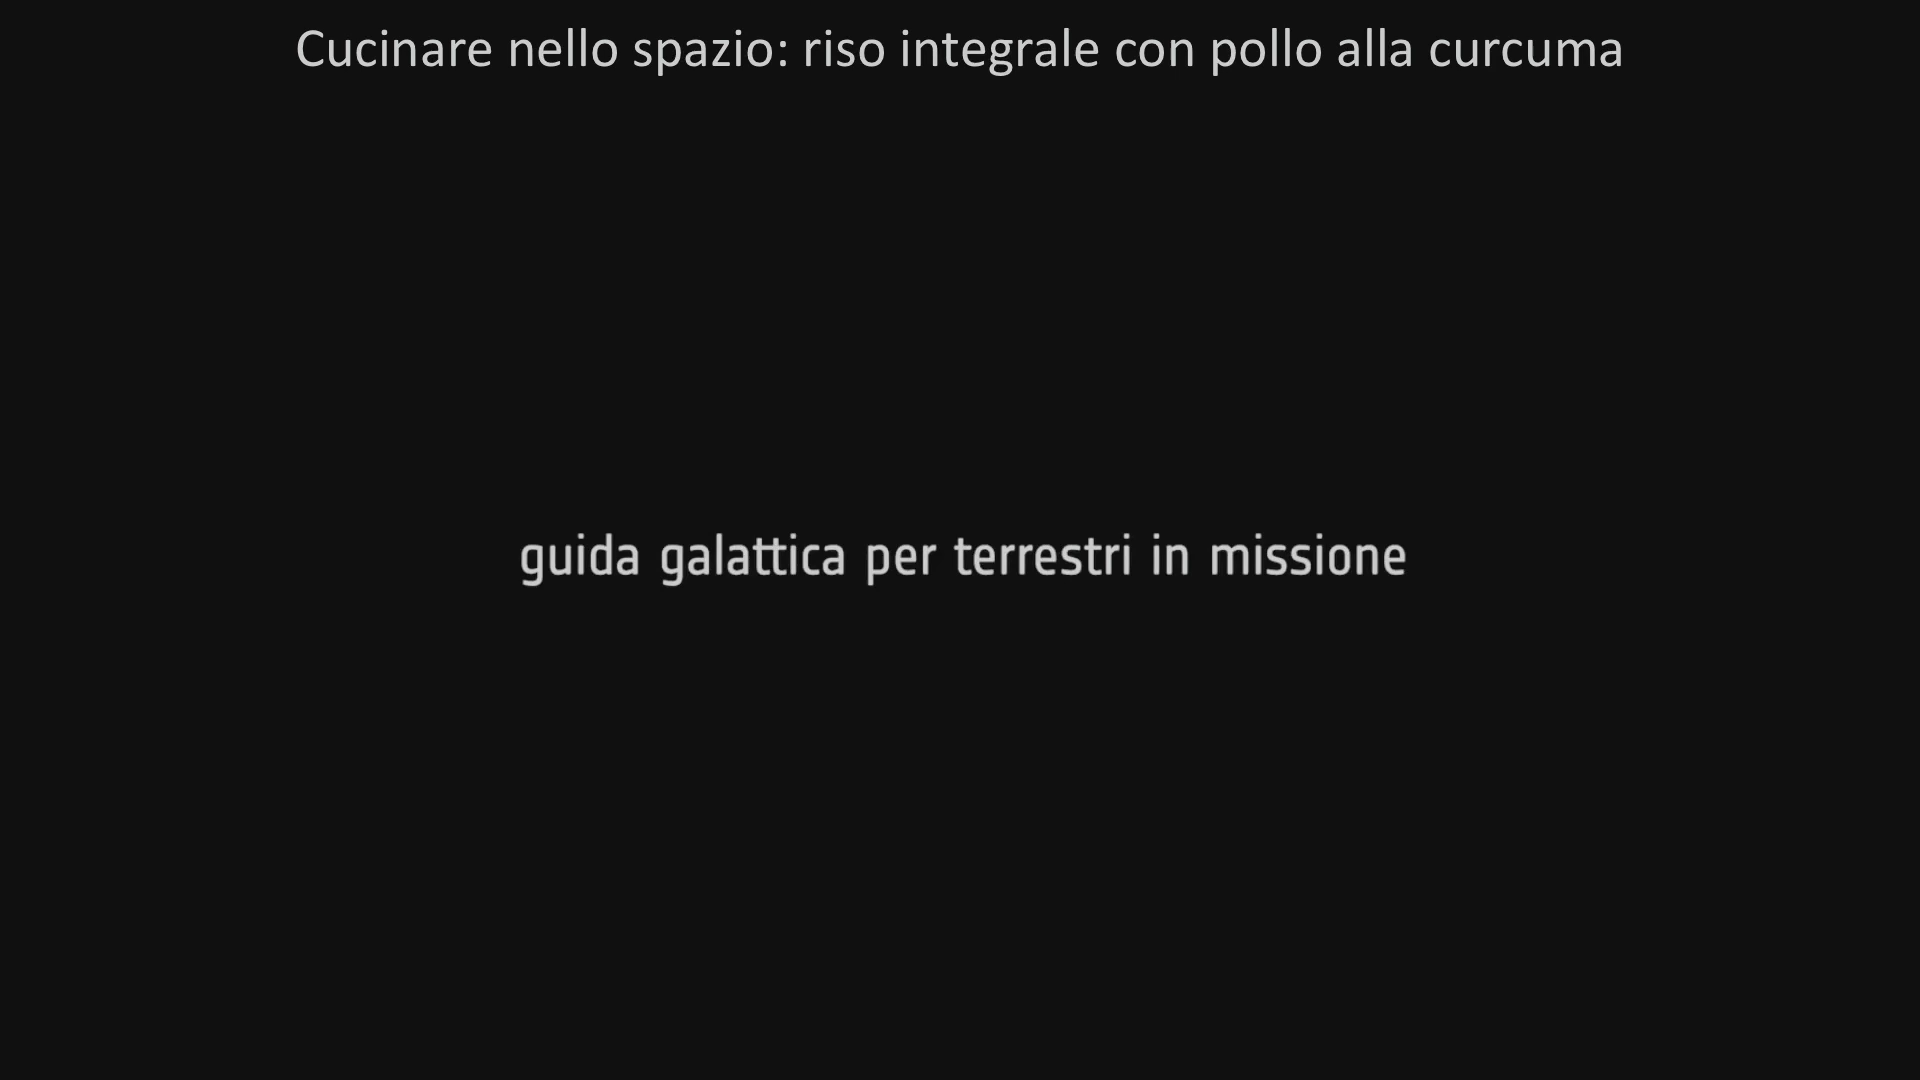 Cucinare nello spazio: riso integrale con pollo alla curcuma
guida galattica per terrestri in missione